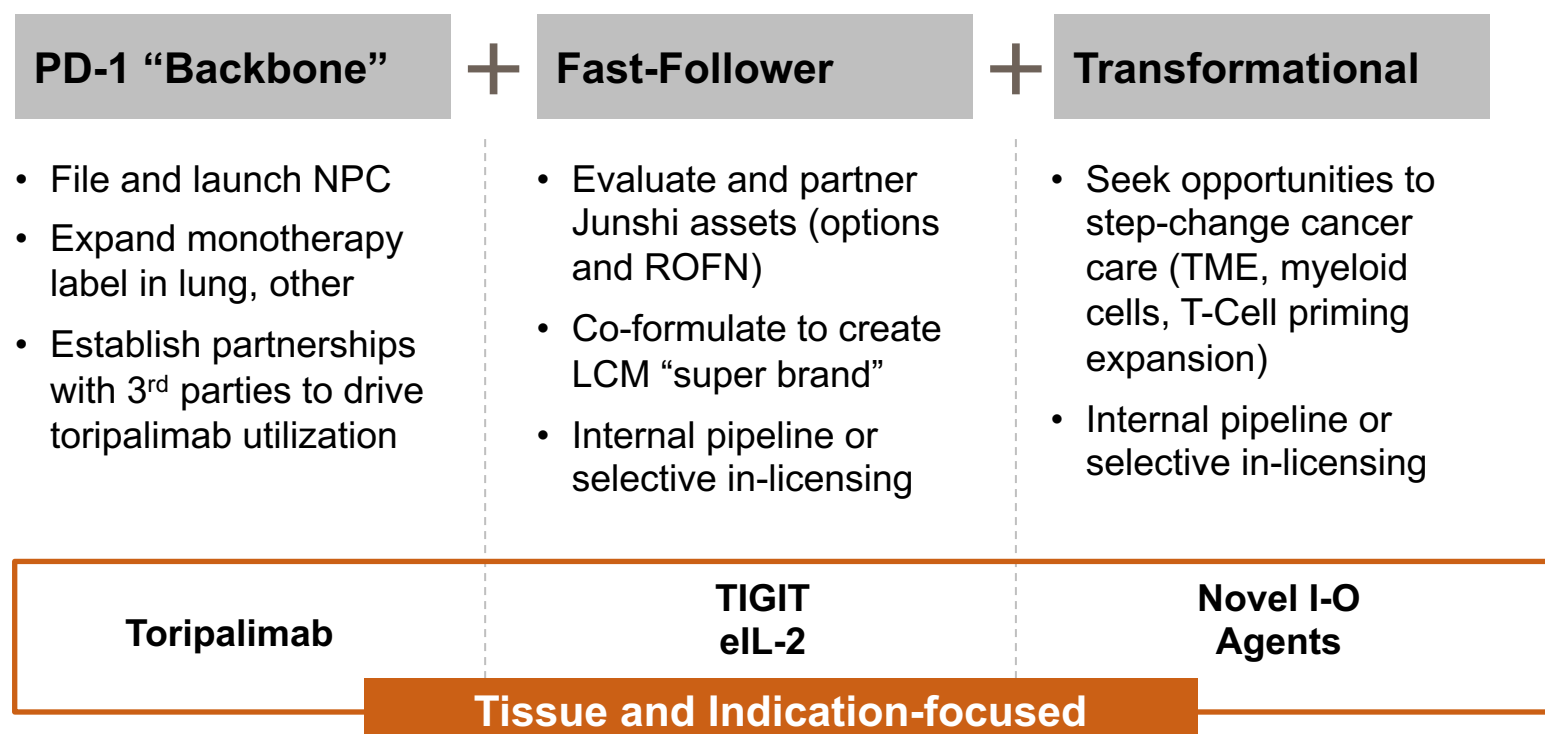 PD-1 “Backbone”
+
Fast-Follower
+
Transformational
• File and launch NPC
• Expand monotherapy
label in lung, other
• Establish partnerships
with 3rd parties to drive
toripalimab utilization
• Evaluate and partner
Junshi assets (options
and ROFN)
• Co-formulate to create
LCM “super brand”
• Internal pipeline or
selective in-licensing
• Seek opportunities to
step-change cancer
care (TME, myeloid
cells, T-Cell priming
expansion)
• Internal pipeline or
selective in-licensing
Toripalimab
TIGIT
eIL-2
Novel I-O
Agents
Tissue and Indication-focused